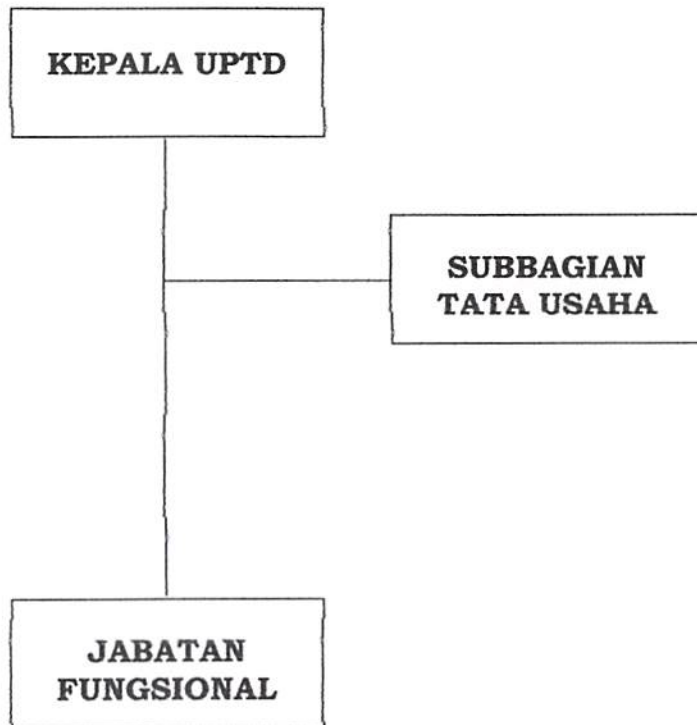 KEPALA UPTD
SUBBAGIAN
TATA USAHA
JABATAN
FUNGSIONAL